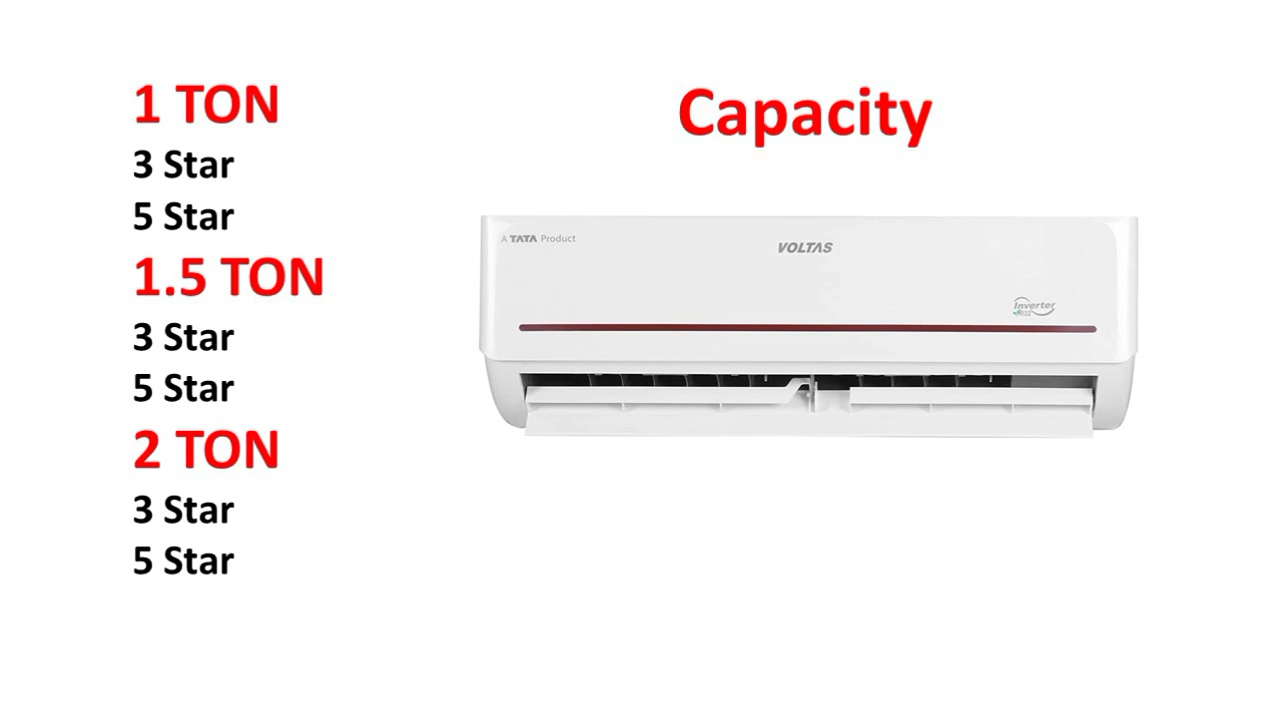 1 TON
3 Star
5 Star
1.5 TON
3 Star
5 Star
2 TON
3 Star
5 Star
Capacity
A TATA Product
VOLTAS
Inverter